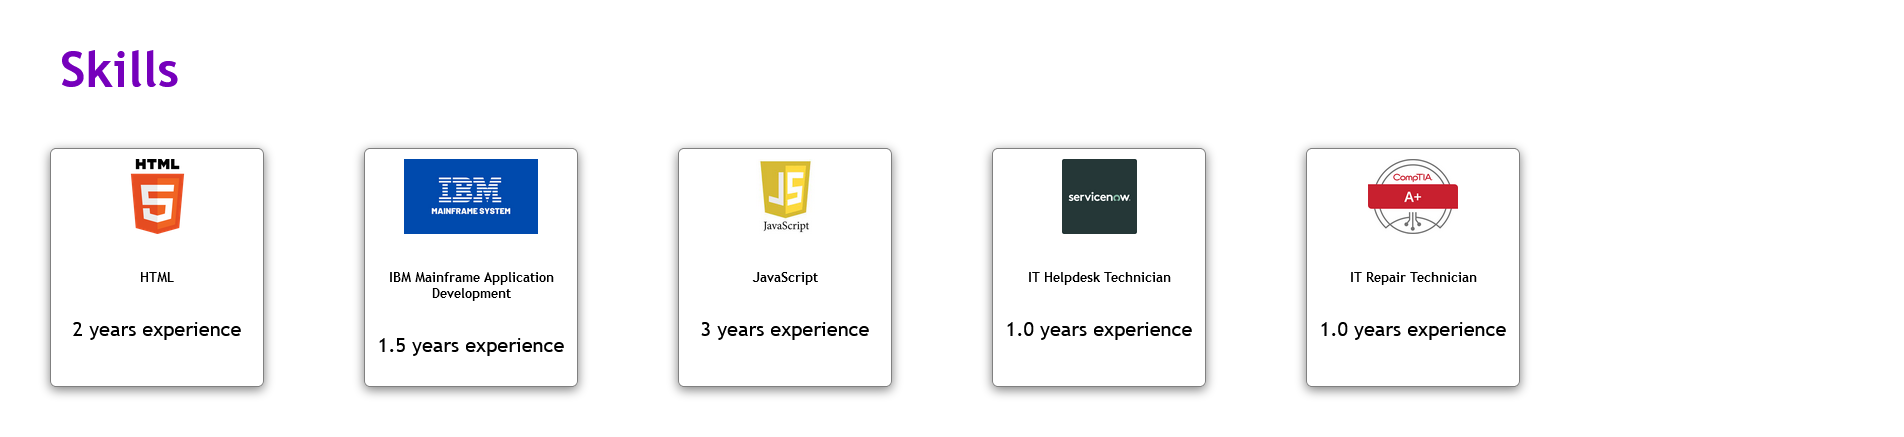 Skills
HTML
5
HTML
2 years experience
IBM
MAINFRAME SYSTEM
IBM Mainframe Application
Development
1.5 years experience
JS
JavaScript
JavaScript
3 years experience
servicenow.
IT Helpdesk Technician
1.0 years experience
CompTIA
A+
IT Repair Technician
1.0 years experience